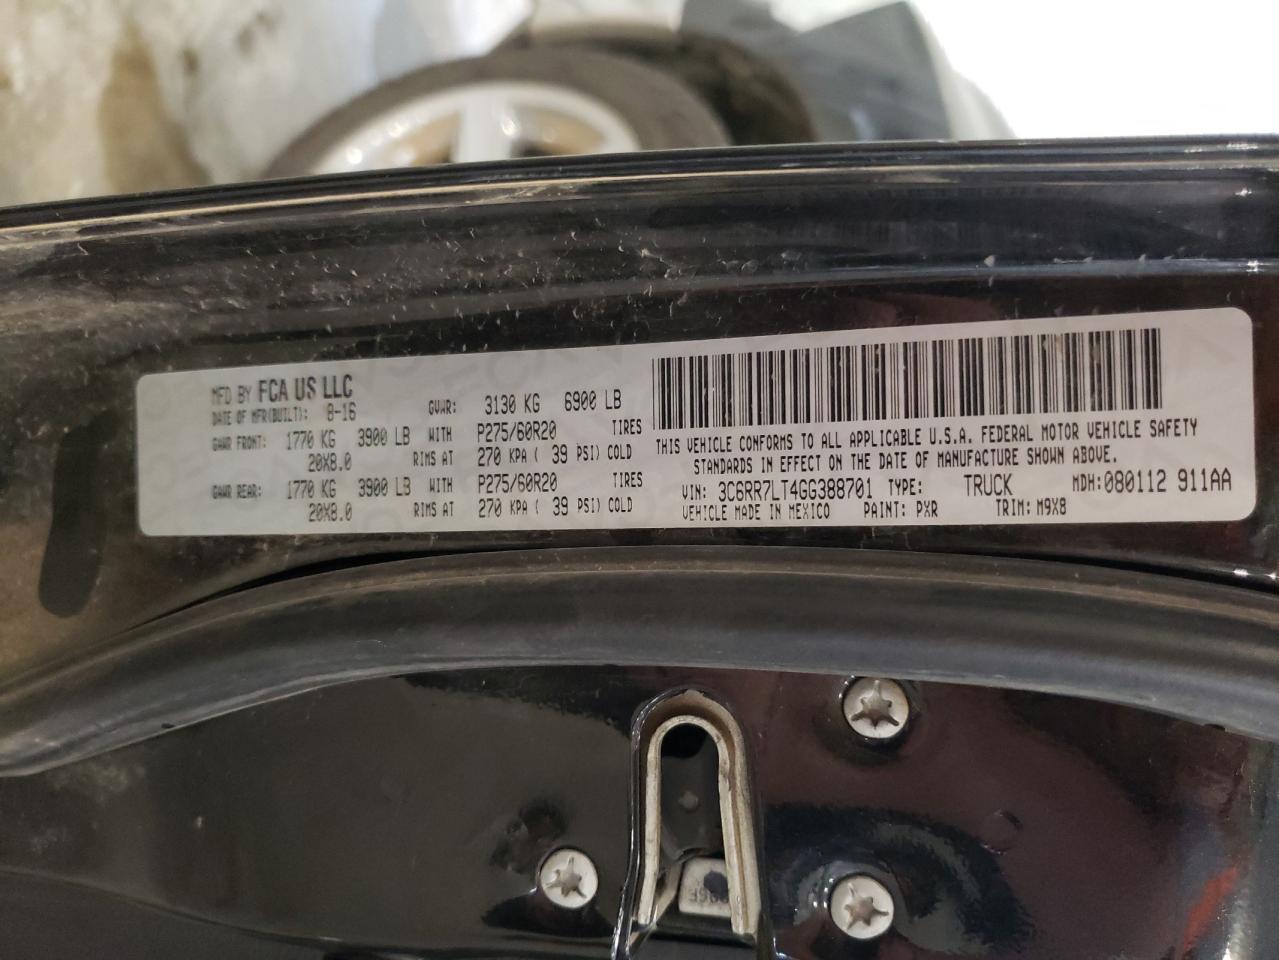 MFD BY FCA US LLC
DATE OF MFR(BUILT): 8-16 GVWR: 3130 KG 6900 LB
GAWR FRONT: 1770 KG 3900 LB WITH P275/60R20 TIRES
20X8.0 RIMS AT 270 KPA ( 39 PSI) COLD
GAWR REAR: 1770 KG 3900 LB WITH P275/60R20 TIRES
20X8.0 RIMS AT 270 KPA ( 39 PSI) COLD
THIS VEHICLE CONFORMS TO ALL APPLICABLE U.S.A. FEDERAL MOTOR VEHICLE SAFETY
STANDARDS IN EFFECT ON THE DATE OF MANUFACTURE SHOWN ABOVE.
VIN: 3C6RR7LT4GG388701 TYPE: TRUCK MDH: 080112 911AA
VEHICLE MADE IN MEXICO PAINT: PXR TRIM: M9X8